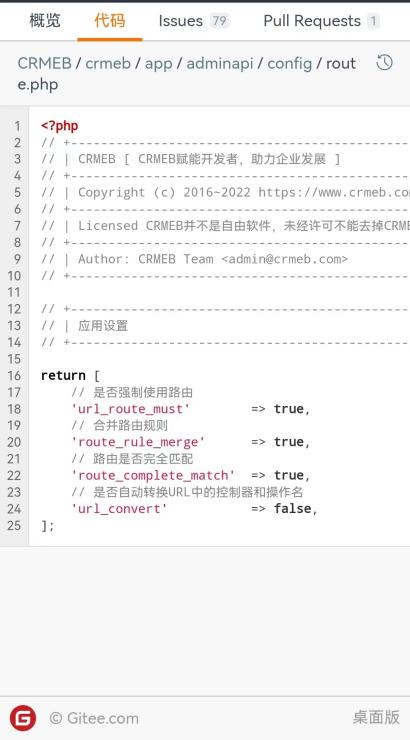 概览 代码 Issues 79 Pull Requests 1
CRMEB / crmeb / app / adminapi / config / rout
e.php
1 <?php
2 // +----------------------------------------------
3 // | CRMEB [ CRMEB赋能开发者，助力企业发展 ]
4 // +----------------------------------------------
5 // | Copyright (c) 2016~2022 https://www.crmeb.co
6 // +----------------------------------------------
7 // | Licensed CRMEB并不是自由软件，未经许可不能去掉CRME
8 // +----------------------------------------------
9 // | Author: CRMEB Team <admin@crmeb.com>
10 // +----------------------------------------------
11
12 // +----------------------------------------------
13 // | 应用设置
14 // +----------------------------------------------
15
16 return [
17 // 是否强制使用路由
18 'url_route_must' => true,
19 // 合并路由规则
20 'route_rule_merge' => true,
21 // 路由是否完全匹配
22 'route_complete_match' => true,
23 // 是否自动转换URL中的控制器和操作名
24 'url_convert' => false,
25 ];
G © Gitee.com 桌面版